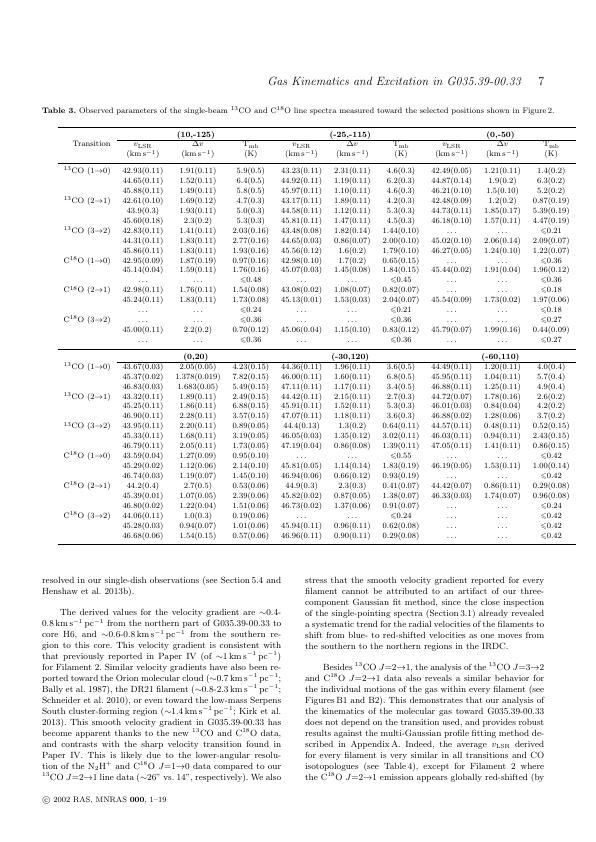 Gas Kinematics and Excitation in G035.39-00.33 7
Table 3. Observed parameters of the single-beam ¹³CO and C¹⁸O line spectra measured toward the selected positions shown in Figure 2.
(10,-125) (-25,-115) (0,-50)
Transition v_LSR Δv T_mb v_LSR Δv T_mb v_LSR Δv T_mb
(km s⁻¹) (km s⁻¹) (K) (km s⁻¹) (km s⁻¹) (K) (km s⁻¹) (km s⁻¹) (K)
¹³CO (1→0) 42.93(0.11) 1.91(0.11) 5.9(0.5) 43.23(0.11) 2.31(0.11) 4.6(0.3) 42.49(0.05) 1.21(0.11) 1.4(0.2)
44.65(0.11) 1.52(0.11) 6.4(0.5) 44.92(0.11) 1.19(0.11) 6.2(0.3) 44.87(0.14) 1.9(0.2) 6.3(0.2)
45.88(0.11) 1.49(0.11) 5.8(0.5) 45.97(0.11) 1.10(0.11) 4.6(0.3) 46.21(0.10) 1.5(0.10) 5.2(0.2)
¹³CO (2→1) 42.61(0.10) 1.69(0.12) 4.7(0.3) 43.17(0.11) 1.89(0.11) 4.2(0.3) 42.48(0.09) 1.2(0.2) 0.87(0.19)
43.9(0.3) 1.93(0.11) 5.0(0.3) 44.58(0.11) 1.12(0.11) 5.3(0.3) 44.73(0.11) 1.85(0.17) 5.39(0.19)
45.60(0.18) 2.3(0.2) 5.3(0.3) 45.81(0.11) 1.47(0.11) 4.5(0.3) 46.18(0.10) 1.57(0.11) 4.47(0.19)
¹³CO (3→2) 42.83(0.11) 1.41(0.11) 2.03(0.16) 43.48(0.08) 1.82(0.14) 1.44(0.10) ... ... ⩽0.21
44.31(0.11) 1.83(0.11) 2.77(0.16) 44.65(0.03) 0.86(0.07) 2.00(0.10) 45.02(0.10) 2.06(0.14) 2.09(0.07)
45.86(0.11) 1.83(0.11) 1.93(0.16) 45.56(0.12) 1.6(0.2) 1.79(0.10) 46.27(0.05) 1.24(0.10) 1.22(0.07)
C¹⁸O (1→0) 42.95(0.09) 1.87(0.19) 0.97(0.16) 42.98(0.10) 1.7(0.2) 0.65(0.15) ... ... ⩽0.36
45.14(0.04) 1.59(0.11) 1.76(0.16) 45.07(0.03) 1.45(0.08) 1.84(0.15) 45.44(0.02) 1.91(0.04) 1.96(0.12)
... ... ⩽0.48 ... ... ⩽0.45 ... ... ⩽0.36
C¹⁸O (2→1) 42.98(0.11) 1.76(0.11) 1.54(0.08) 43.08(0.02) 1.08(0.07) 0.82(0.07) ... ... ⩽0.18
45.24(0.11) 1.83(0.11) 1.73(0.08) 45.13(0.01) 1.53(0.03) 2.04(0.07) 45.54(0.09) 1.73(0.02) 1.97(0.06)
... ... ⩽0.24 ... ... ⩽0.21 ... ... ⩽0.18
C¹⁸O (3→2) ... ... ⩽0.36 ... ... ⩽0.36 ... ... ⩽0.27
45.00(0.11) 2.2(0.2) 0.70(0.12) 45.06(0.04) 1.15(0.10) 0.83(0.12) 45.79(0.07) 1.99(0.16) 0.44(0.09)
... ... ⩽0.36 ... ... ⩽0.36 ... ... ⩽0.27
(0,20) (-30,120) (-60,110)
¹³CO (1→0) 43.67(0.03) 2.05(0.05) 4.23(0.15) 44.36(0.11) 1.96(0.11) 3.6(0.5) 44.49(0.11) 1.20(0.11) 4.0(0.4)
45.37(0.02) 1.378(0.019) 7.82(0.15) 46.00(0.11) 1.60(0.11) 6.8(0.5) 45.95(0.11) 1.04(0.11) 5.7(0.4)
46.83(0.03) 1.683(0.05) 5.49(0.15) 47.11(0.11) 1.17(0.11) 3.4(0.5) 46.88(0.11) 1.25(0.11) 4.9(0.4)
¹³CO (2→1) 43.32(0.11) 1.89(0.11) 2.49(0.15) 44.42(0.11) 2.15(0.11) 2.7(0.3) 44.72(0.07) 1.78(0.16) 2.6(0.2)
45.25(0.11) 1.86(0.11) 6.88(0.15) 45.91(0.11) 1.52(0.11) 5.3(0.3) 46.01(0.03) 0.84(0.04) 4.2(0.2)
46.90(0.11) 2.28(0.11) 3.57(0.15) 47.07(0.11) 1.18(0.11) 3.6(0.3) 46.88(0.02) 1.28(0.06) 3.7(0.2)
¹³CO (3→2) 43.95(0.11) 2.20(0.11) 0.89(0.05) 44.4(0.13) 1.3(0.2) 0.64(0.11) 44.57(0.11) 0.48(0.11) 0.52(0.15)
45.33(0.11) 1.68(0.11) 3.19(0.05) 46.05(0.03) 1.35(0.12) 3.02(0.11) 46.03(0.11) 0.94(0.11) 2.43(0.15)
46.79(0.11) 2.05(0.11) 1.73(0.05) 47.19(0.04) 0.86(0.08) 1.39(0.11) 47.05(0.11) 1.41(0.11) 0.86(0.15)
C¹⁸O (1→0) 43.59(0.04) 1.27(0.09) 0.95(0.10) ... ... ⩽0.55 ... ... ⩽0.42
45.29(0.02) 1.12(0.06) 2.14(0.10) 45.81(0.05) 1.14(0.14) 1.83(0.19) 46.19(0.05) 1.53(0.11) 1.00(0.14)
46.74(0.03) 1.19(0.07) 1.45(0.10) 46.94(0.06) 0.66(0.12) 0.93(0.19) ... ... ⩽0.42
C¹⁸O (2→1) 44.2(0.4) 2.7(0.5) 0.53(0.06) 44.9(0.3) 2.3(0.3) 0.41(0.07) 44.42(0.07) 0.86(0.11) 0.29(0.08)
45.39(0.01) 1.07(0.05) 2.39(0.06) 45.82(0.02) 0.87(0.05) 1.38(0.07) 46.33(0.03) 1.74(0.07) 0.96(0.08)
46.80(0.02) 1.22(0.04) 1.51(0.06) 46.73(0.02) 1.37(0.06) 0.91(0.07) ... ... ⩽0.24
C¹⁸O (3→2) 44.06(0.11) 1.0(0.3) 0.19(0.06) ... ... ⩽0.24 ... ... ⩽0.42
45.28(0.03) 0.94(0.07) 1.01(0.06) 45.94(0.11) 0.96(0.11) 0.62(0.08) ... ... ⩽0.42
46.68(0.06) 1.54(0.15) 0.57(0.06) 46.96(0.11) 0.90(0.11) 0.29(0.08) ... ... ⩽0.42
resolved in our single-dish observations (see Section 5.4 and
Henshaw et al. 2013b).
The derived values for the velocity gradient are ∼0.4-
0.8 km s⁻¹ pc⁻¹ from the northern part of G035.39-00.33 to
core H6, and ∼0.6-0.8 km s⁻¹ pc⁻¹ from the southern re-
gion to this core. This velocity gradient is consistent with
that previously reported in Paper IV (of ∼1 km s⁻¹ pc⁻¹)
for Filament 2. Similar velocity gradients have also been re-
ported toward the Orion molecular cloud (∼0.7 km s⁻¹ pc⁻¹;
Bally et al. 1987), the DR21 filament (∼0.8-2.3 km s⁻¹ pc⁻¹;
Schneider et al. 2010), or even toward the low-mass Serpens
South cluster-forming region (∼1.4 km s⁻¹ pc⁻¹; Kirk et al.
2013). This smooth velocity gradient in G035.39-00.33 has
become apparent thanks to the new ¹³CO and C¹⁸O data,
and contrasts with the sharp velocity transition found in
Paper IV. This is likely due to the lower-angular resolu-
tion of the N₂H⁺ and C¹⁸O J=1→0 data compared to our
¹³CO J=2→1 line data (∼26" vs. 14", respectively). We also
stress that the smooth velocity gradient reported for every
filament cannot be attributed to an artifact of our three-
component Gaussian fit method, since the close inspection
of the single-pointing spectra (Section 3.1) already revealed
a systematic trend for the radial velocities of the filaments to
shift from blue- to red-shifted velocities as one moves from
the southern to the northern regions in the IRDC.
Besides ¹³CO J=2→1, the analysis of the ¹³CO J=3→2
and C¹⁸O J=2→1 data also reveals a similar behavior for
the individual motions of the gas within every filament (see
Figures B1 and B2). This demonstrates that our analysis of
the kinematics of the molecular gas toward G035.39-00.33
does not depend on the transition used, and provides robust
results against the multi-Gaussian profile fitting method de-
scribed in Appendix A. Indeed, the average v_LSR derived
for every filament is very similar in all transitions and CO
isotopologues (see Table 4), except for Filament 2 where
the C¹⁸O J=2→1 emission appears globally red-shifted (by
© 2002 RAS, MNRAS 000, 1–19